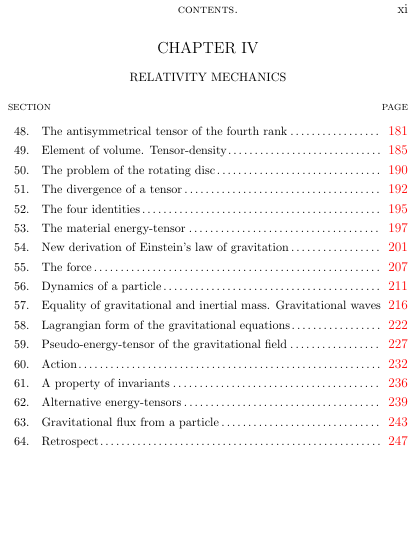 CONTENTS. xi
CHAPTER IV
RELATIVITY MECHANICS
SECTION PAGE
48. The antisymmetrical tensor of the fourth rank ................. 181
49. Element of volume. Tensor-density ............................. 185
50. The problem of the rotating disc ............................... 190
51. The divergence of a tensor ..................................... 192
52. The four identities ............................................. 195
53. The material energy-tensor .................................... 197
54. New derivation of Einstein's law of gravitation ................. 201
55. The force ...................................................... 207
56. Dynamics of a particle ......................................... 211
57. Equality of gravitational and inertial mass. Gravitational waves 216
58. Lagrangian form of the gravitational equations ................. 222
59. Pseudo-energy-tensor of the gravitational field ................. 227
60. Action ......................................................... 232
61. A property of invariants ....................................... 236
62. Alternative energy-tensors ..................................... 239
63. Gravitational flux from a particle .............................. 243
64. Retrospect ..................................................... 247